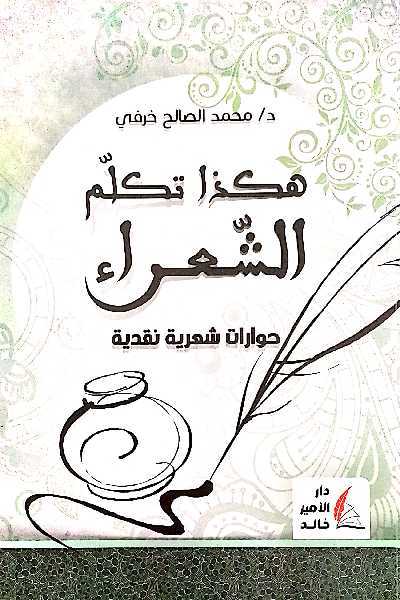 د/ محمد الصالح خرفي
هكذا تكلّم
الشّعراء
حوارات شعرية نقدية
دار
الأمير
خالد